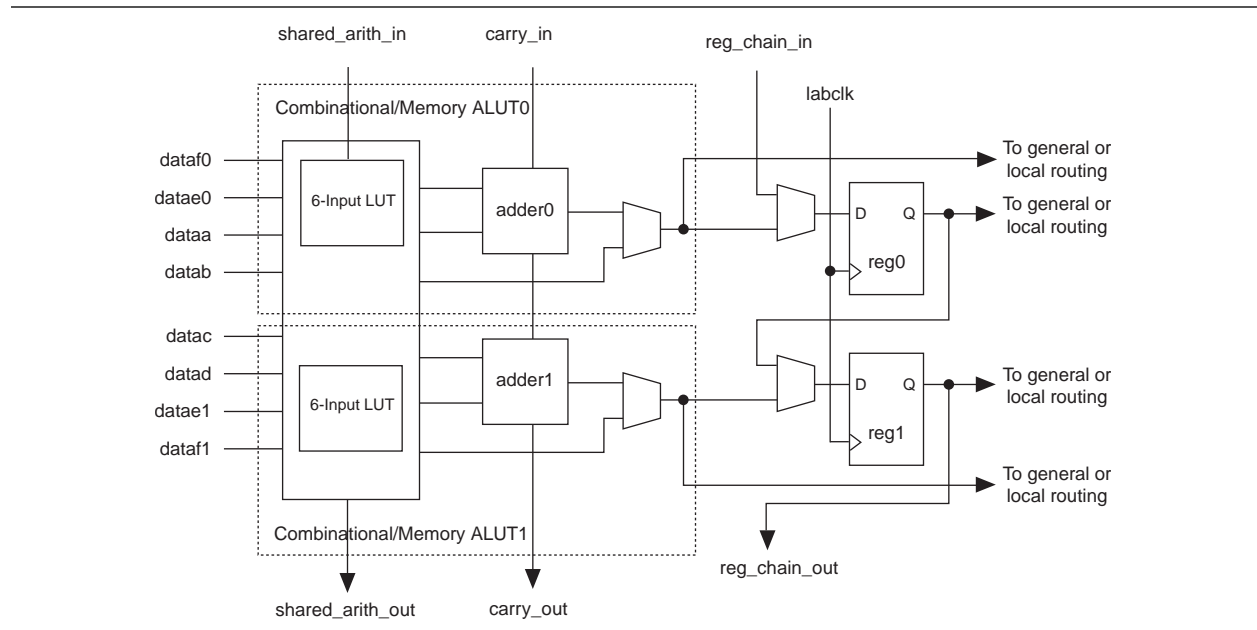 shared_arith_in
carry_in
reg_chain_in
labclk
Combinational/Memory ALUT0
dataf0
datae0
dataa
datab
6-Input LUT
adder0
D Q
reg0
To general or
local routing
To general or
local routing
datac
datad
datae1
dataf1
6-Input LUT
adder1
D Q
reg1
To general or
local routing
To general or
local routing
Combinational/Memory ALUT1
reg_chain_out
shared_arith_out
carry_out